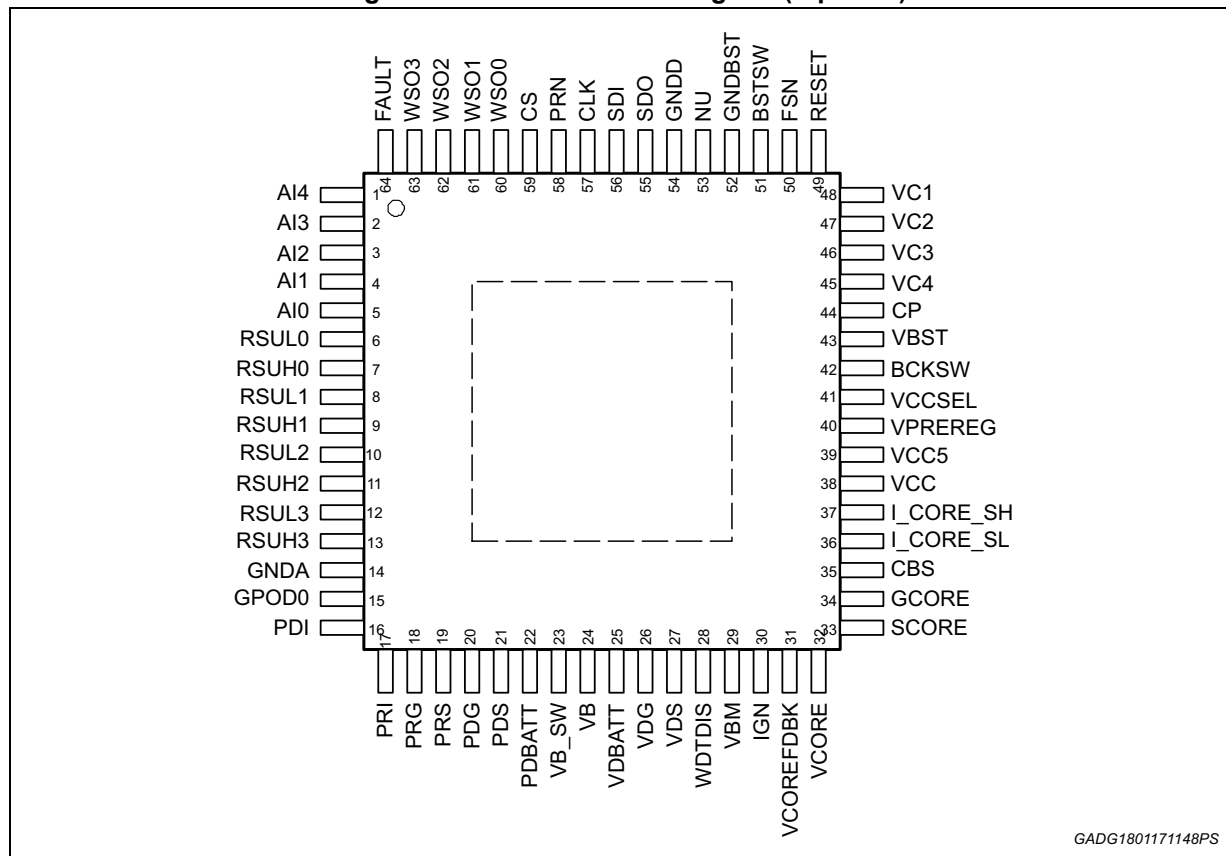 FAULT
WSO3
WSO2
WSO1
WSO0
CS
PRN
CLK
SDI
SDO
GNDD
NU
GNDBST
BSTSW
FSN
RESET
64
63
62
61
60
59
58
57
56
55
54
53
52
51
50
49
AI4 1
AI3 2
AI2 3
AI1 4
AI0 5
RSUL0 6
RSUH0 7
RSUL1 8
RSUH1 9
RSUL2 10
RSUH2 11
RSUL3 12
RSUH3 13
GNDA 14
GPOD0 15
PDI 16
48 VC1
47 VC2
46 VC3
45 VC4
44 CP
43 VBST
42 BCKSW
41 VCCSEL
40 VPREREG
39 VCC5
38 VCC
37 I_CORE_SH
36 I_CORE_SL
35 CBS
34 GCORE
33 SCORE
17
18
19
20
21
22
23
24
25
26
27
28
29
30
31
32
PRI
PRG
PRS
PDG
PDS
PDBATT
VB_SW
VB
VDBATT
VDG
VDS
WDTDIS
VBM
IGN
VCOREFDBK
VCORE
GADG1801171148PS